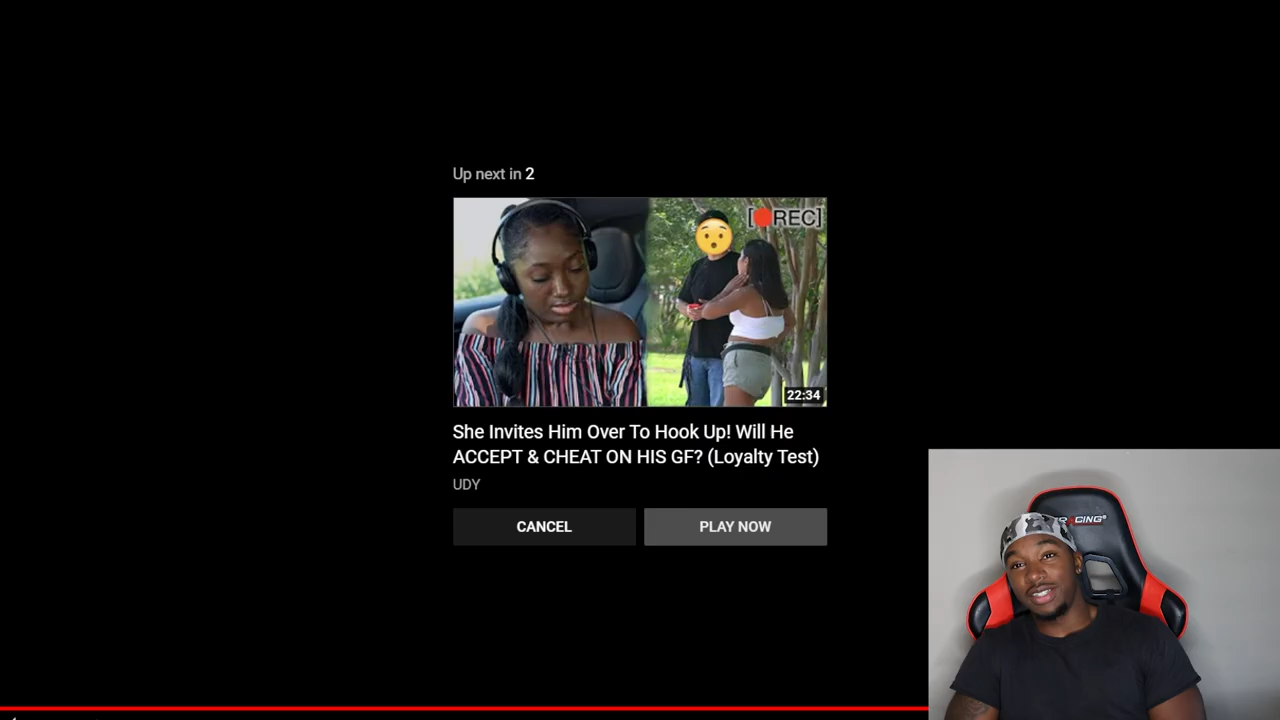 Up next in 2
[REC]
22:34
She Invites Him Over To Hook Up! Will He
ACCEPT & CHEAT ON HIS GF? (Loyalty Test)
UDY
CANCEL
PLAY NOW
RACING®